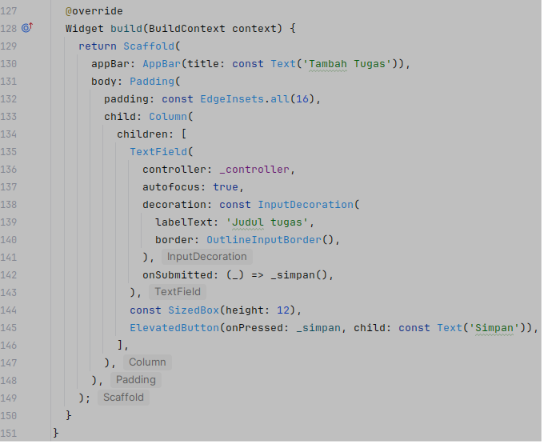 127 @override
128 Widget build(BuildContext context) {
129 return Scaffold(
130 appBar: AppBar(title: const Text('Tambah Tugas')),
131 body: Padding(
132 padding: const EdgeInsets.all(16),
133 child: Column(
134 children: [
135 TextField(
136 controller: _controller,
137 autofocus: true,
138 decoration: const InputDecoration(
139 labelText: 'Judul tugas',
140 border: OutlineInputBorder(),
141 ), InputDecoration
142 onSubmitted: (_) => _simpan(),
143 ), TextField
144 const SizedBox(height: 12),
145 ElevatedButton(onPressed: _simpan, child: const Text('Simpan')),
146 ],
147 ), Column
148 ), Padding
149 ); Scaffold
150 }
151 }